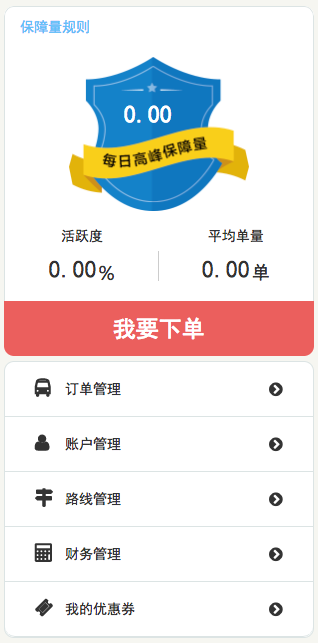 保障量规则
0.00
每日高峰保障量
活跃度
平均单量
0.00%
0.00单
我要下单
订单管理
账户管理
路线管理
财务管理
我的优惠券